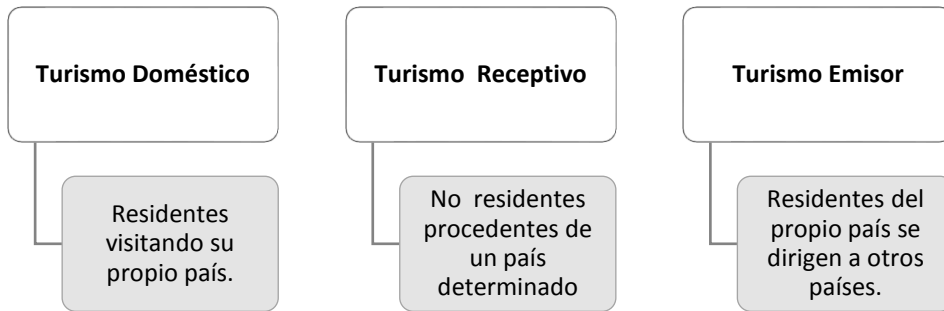 Turismo Doméstico
Residentes
visitando su
propio país.
Turismo Receptivo
No residentes
procedentes de
un país
determinado
Turismo Emisor
Residentes del
propio país se
dirigen a otros
países.